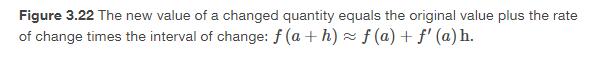 Figure 3.22 The new value of a changed quantity equals the original value plus the rate
of change times the interval of change: f (a + h) ≈ f (a) + f′ (a) h.